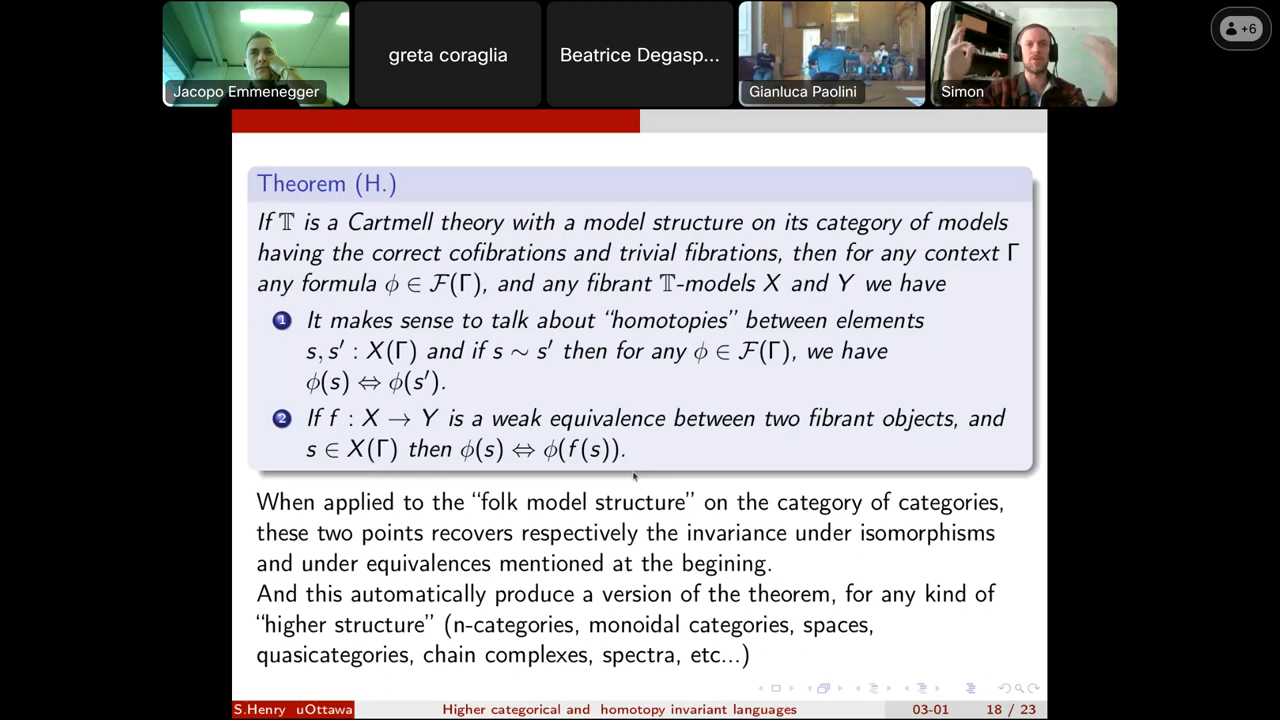 greta coraglia
Beatrice Degasp...
+6
Jacopo Emmenegger
Gianluca Paolini
Simon
Theorem (H.)
If 𝕋 is a Cartmell theory with a model structure on its category of models
having the correct cofibrations and trivial fibrations, then for any context Γ
any formula ϕ ∈ ℱ(Γ), and any fibrant 𝕋-models X and Y we have
1 It makes sense to talk about “homotopies” between elements
s, s′ : X(Γ) and if s ∼ s′ then for any ϕ ∈ ℱ(Γ), we have
ϕ(s) ⇔ ϕ(s′).
2 If f : X → Y is a weak equivalence between two fibrant objects, and
s ∈ X(Γ) then ϕ(s) ⇔ ϕ(f(s)).
When applied to the “folk model structure” on the category of categories,
these two points recovers respectively the invariance under isomorphisms
and under equivalences mentioned at the begining.
And this automatically produce a version of the theorem, for any kind of
“higher structure” (n-categories, monoidal categories, spaces,
quasicategories, chain complexes, spectra, etc...)
S.Henry uOttawa
Higher categorical and homotopy invariant languages
03-01
18 / 23